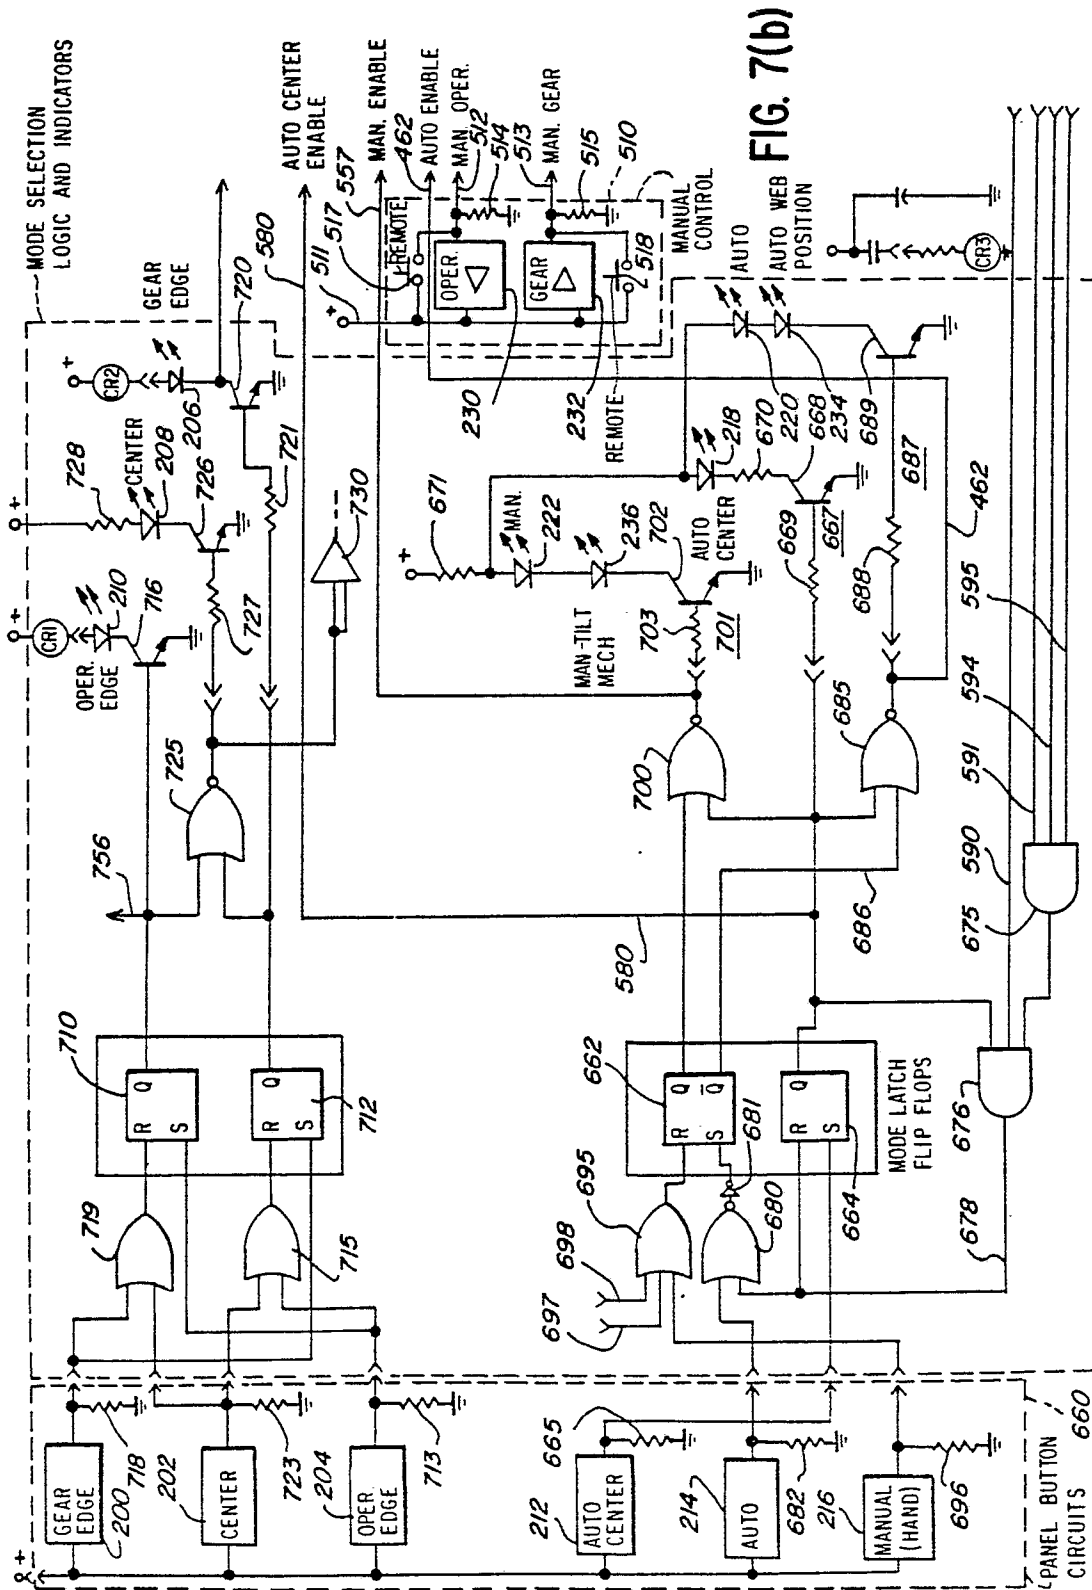 MODE SELECTION
LOGIC AND INDICATORS
GEAR
EDGE
720
580
AUTO CENTER
ENABLE
MAN. ENABLE
557
462
AUTO ENABLE
MAN. OPER.
512
514
513
MAN. GEAR
515
510
FIG. 7(b)
511
517
REMOTE
OPER.
GEAR
518
MANUAL
CONTROL
230
232
REMOTE
AUTO
AUTO WEB
POSITION
CR3
+
CR2
206
721
+
728
CENTER
208
726
727
+
CR1
210
716
OPER.
EDGE
730
+
671
MAN.
222
236
702
AUTO
CENTER
703
701
MAN-TILT
MECH
218
670
220
668
234
689
669
667
687
688
462
595
594
591
590
675
756
725
700
685
686
580
710
R Q
S
712
R Q
S
662
R Q
S Q̅
681
Q
R S
664
MODE LATCH
FLIP FLOPS
676
678
719
715
695
698
697
680
+
GEAR
EDGE
200
718
202
CENTER
723
204
OPER.
EDGE
713
212
AUTO
CENTER
665
214
AUTO
682
216
MANUAL
(HAND)
696
660
PANEL BUTTON
CIRCUITS